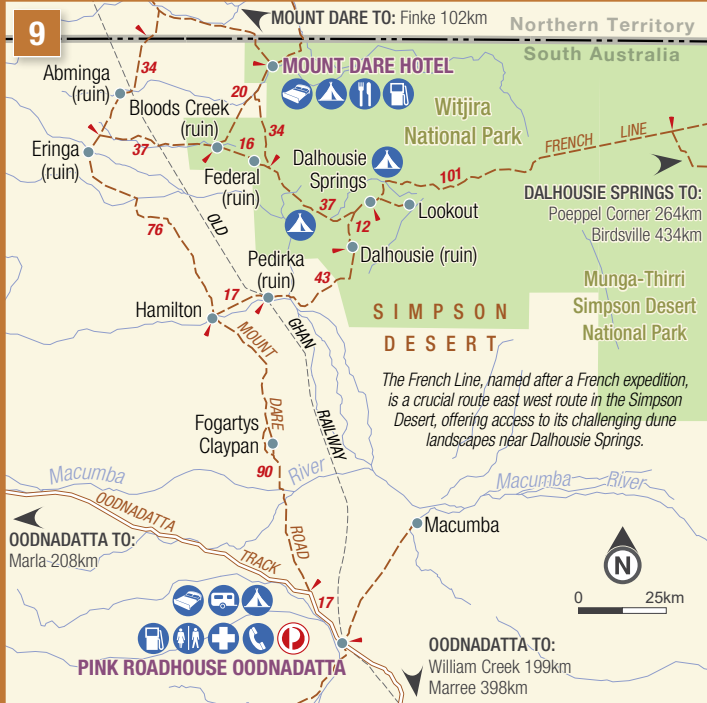 9
MOUNT DARE TO: Finke 102km
Northern Territory
South Australia
Abminga
(ruin)
34
MOUNT DARE HOTEL
20
Bloods Creek
(ruin)
34
Witjira
National Park
Eringa
(ruin)
37
16
Federal
(ruin)
Dalhousie
Springs
FRENCH LINE
101
37
Lookout
DALHOUSIE SPRINGS TO:
Poeppel Corner 264km
Birdsville 434km
76
OLD
12
Dalhousie (ruin)
Pedirka
(ruin)
43
17
Hamilton
Munga-Thirri
Simpson Desert
National Park
SIMPSON
DESERT
MOUNT
GHAN
The French Line, named after a French expedition,
is a crucial route east west route in the Simpson
Desert, offering access to its challenging dune
landscapes near Dalhousie Springs.
DARE
RAILWAY
Fogartys
Claypan
90
Macumba
River
Macumba River
OODNADATTA
TRACK
ROAD
Macumba
OODNADATTA TO:
Marla 208km
N
0 25km
17
P
PINK ROADHOUSE OODNADATTA
OODNADATTA TO:
William Creek 199km
Marree 398km